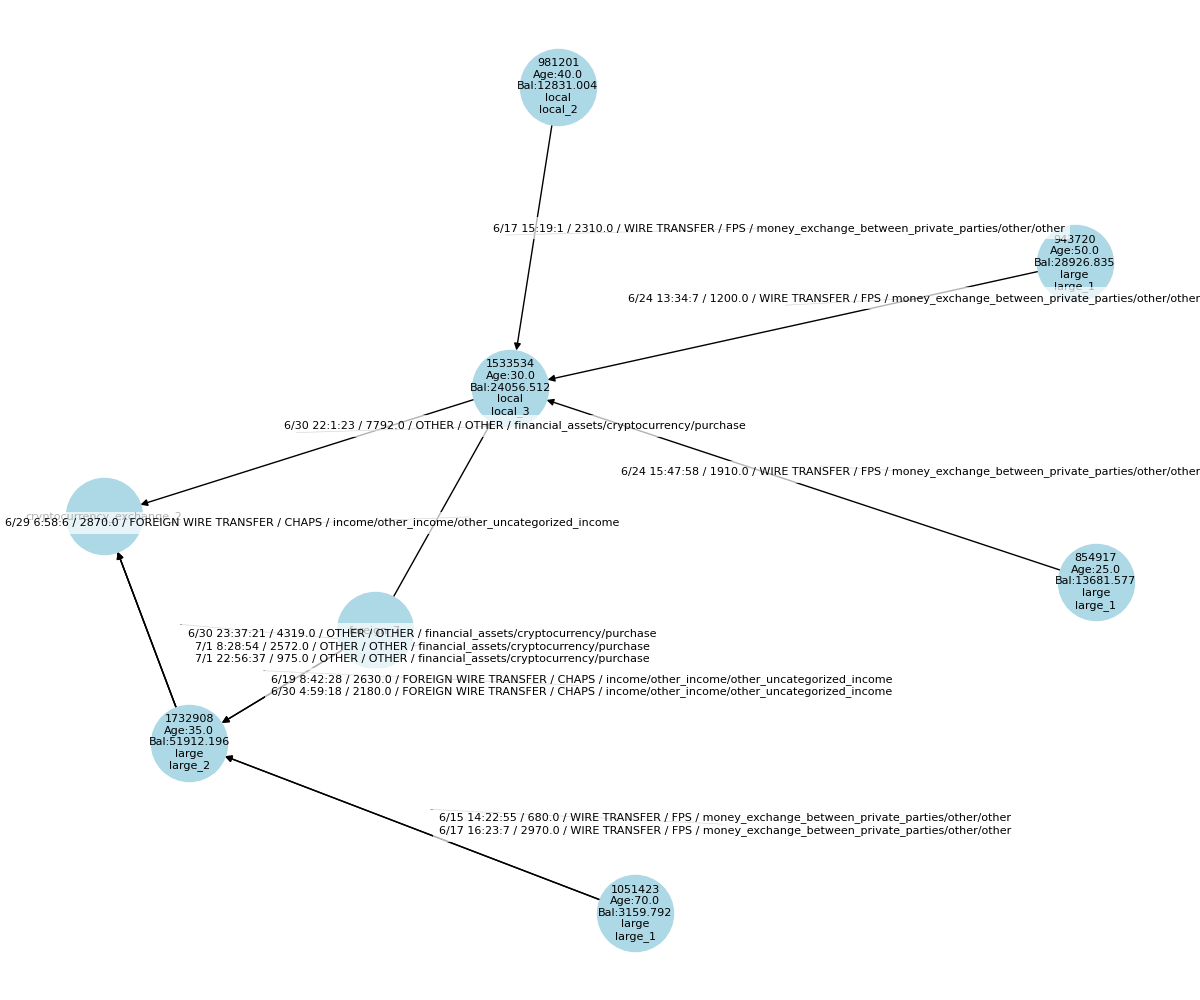 981201
Age:40.0
Bal:12831.004
local
local_2
6/17 15:19:1 / 2310.0 / WIRE TRANSFER / FPS / money_exchange_between_private_parties/other/other
943720
Age:50.0
Bal:28926.835
large
large_1
6/24 13:34:7 / 1200.0 / WIRE TRANSFER / FPS / money_exchange_between_private_parties/other/other
1533534
Age:30.0
Bal:24056.512
local
local_3
6/30 22:1:23 / 7792.0 / OTHER / OTHER / financial_assets/cryptocurrency/purchase
6/24 15:47:58 / 1910.0 / WIRE TRANSFER / FPS / money_exchange_between_private_parties/other/other
cryptocurrency_exchange_2
6/29 6:58:6 / 2870.0 / FOREIGN WIRE TRANSFER / CHAPS / income/other_income/other_uncategorized_income
854917
Age:25.0
Bal:13681.577
large
large_1
6/30 23:37:21 / 4319.0 / OTHER / OTHER / financial_assets/cryptocurrency/purchase
7/1 8:28:54 / 2572.0 / OTHER / OTHER / financial_assets/cryptocurrency/purchase
7/1 22:56:37 / 975.0 / OTHER / OTHER / financial_assets/cryptocurrency/purchase
6/19 8:42:28 / 2630.0 / FOREIGN WIRE TRANSFER / CHAPS / income/other_income/other_uncategorized_income
6/30 4:59:18 / 2180.0 / FOREIGN WIRE TRANSFER / CHAPS / income/other_income/other_uncategorized_income
1732908
Age:35.0
Bal:51912.196
large
large_2
6/15 14:22:55 / 680.0 / WIRE TRANSFER / FPS / money_exchange_between_private_parties/other/other
6/17 16:23:7 / 2970.0 / WIRE TRANSFER / FPS / money_exchange_between_private_parties/other/other
1051423
Age:70.0
Bal:3159.792
large
large_1